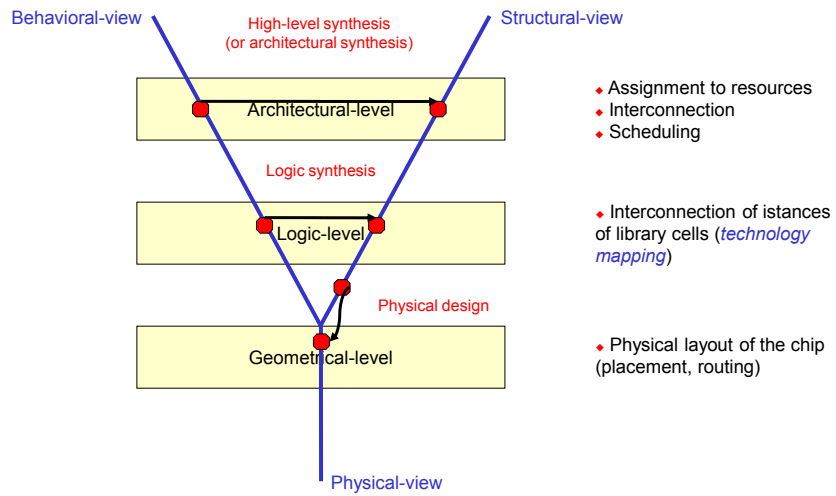 Behavioral-view
High-level synthesis
(or architectural synthesis)
Structural-view
Architectural-level
◆ Assignment to resources
◆ Interconnection
◆ Scheduling
Logic synthesis
Logic-level
◆ Interconnection of istances
of library cells (technology
mapping)
Physical design
Geometrical-level
◆ Physical layout of the chip
(placement, routing)
Physical-view